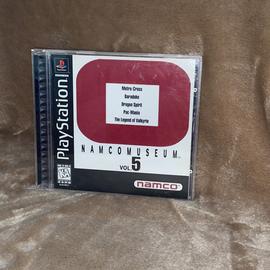 PlayStation
Metro-Cross
Baraduke
Dragon Spirit
Pac-Mania
The Legend of Valkyrie
NAMCOMUSEUM
VOL.5
namco